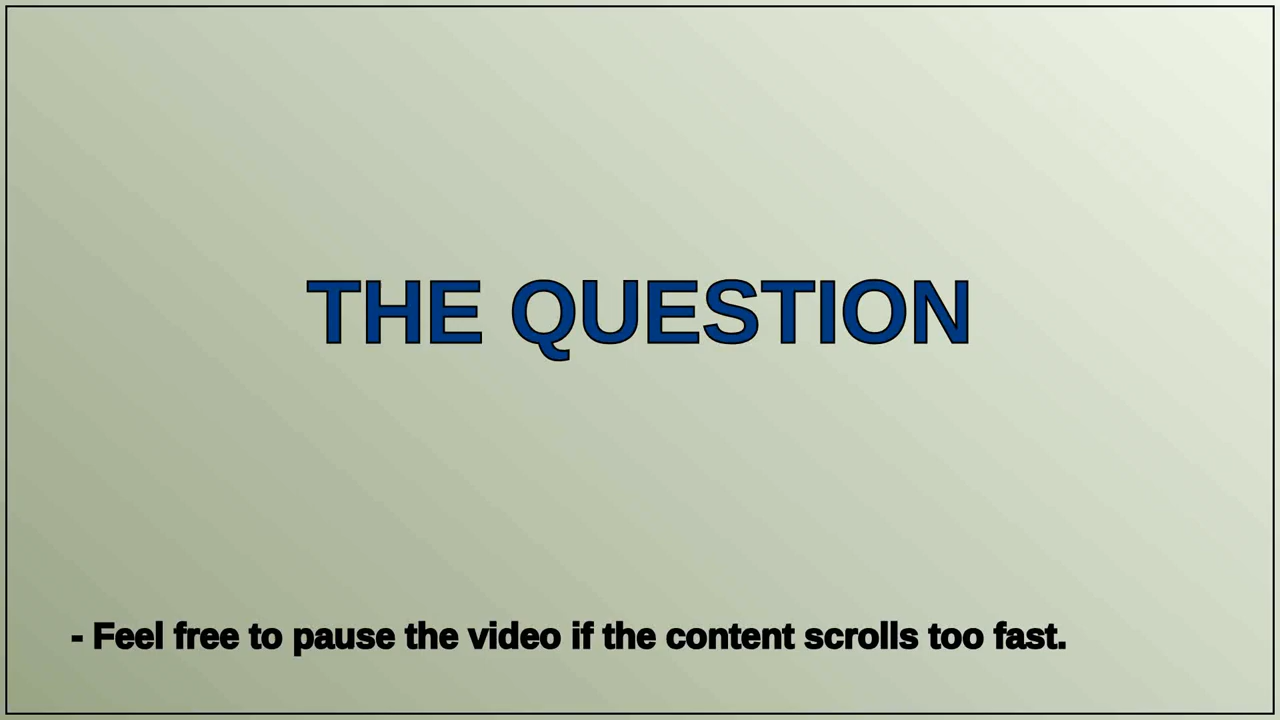 THE QUESTION
- Feel free to pause the video if the content scrolls too fast.